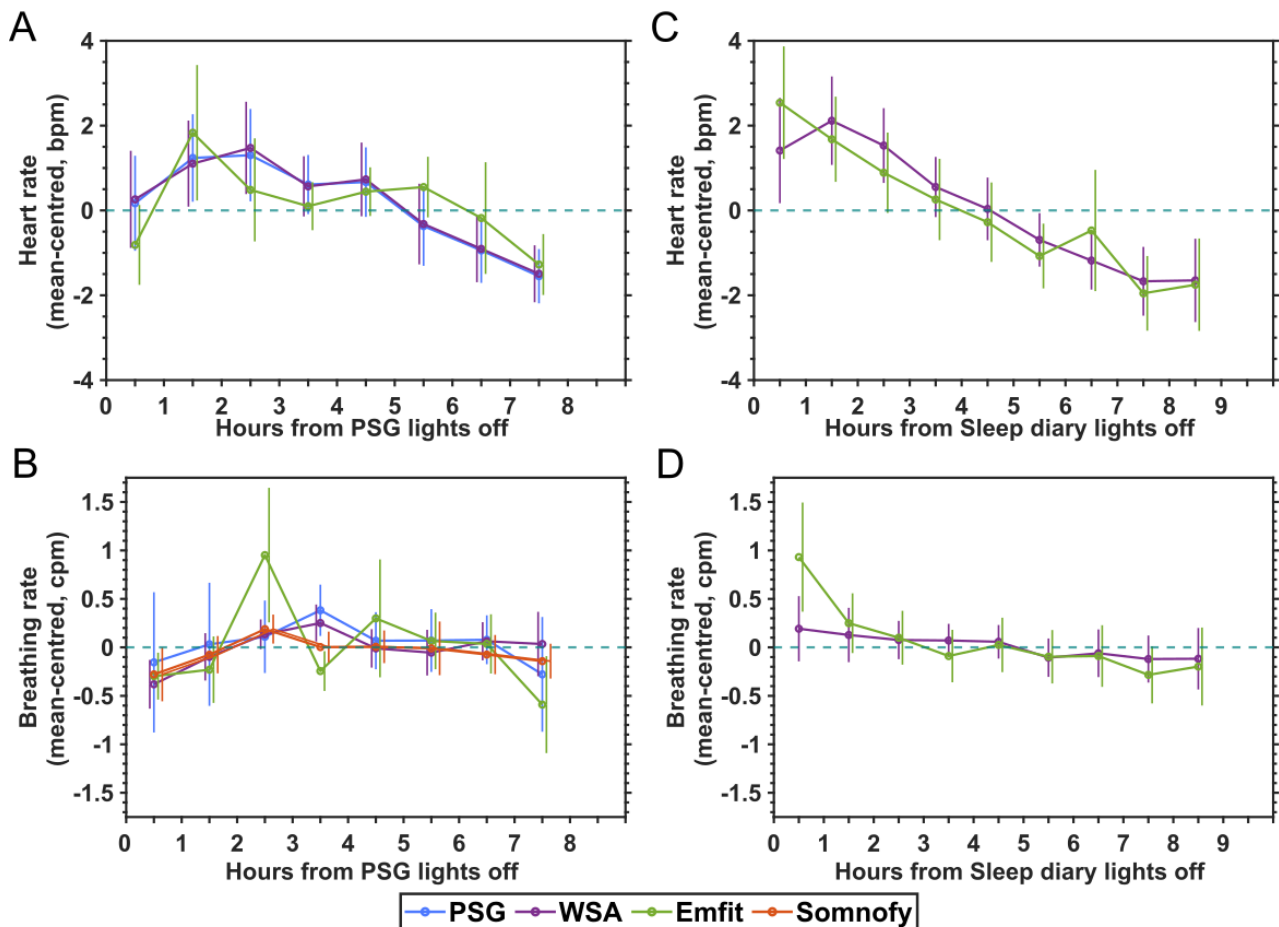 A
4
2
0
-2
-4
Heart rate
(mean-centred, bpm)
0 1 2 3 4 5 6 7 8
Hours from PSG lights off
C
4
2
0
-2
-4
Heart rate
(mean-centred, bpm)
0 1 2 3 4 5 6 7 8 9
Hours from Sleep diary lights off
B
1.5
1
0.5
0
-0.5
-1
-1.5
Breathing rate
(mean-centred, cpm)
0 1 2 3 4 5 6 7 8
Hours from PSG lights off
D
1.5
1
0.5
0
-0.5
-1
-1.5
Breathing rate
(mean-centred, cpm)
0 1 2 3 4 5 6 7 8 9
Hours from Sleep diary lights off
PSG WSA Emfit Somnofy